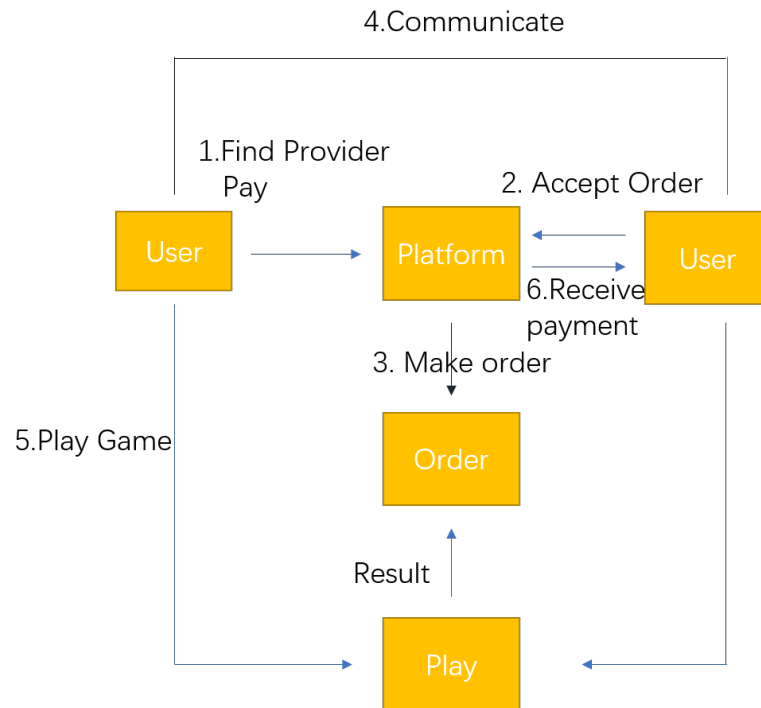 4.Communicate
1.Find Provider
Pay
2. Accept Order
User
Platform
User
6.Receive
payment
3. Make order
5.Play Game
Order
Result
Play